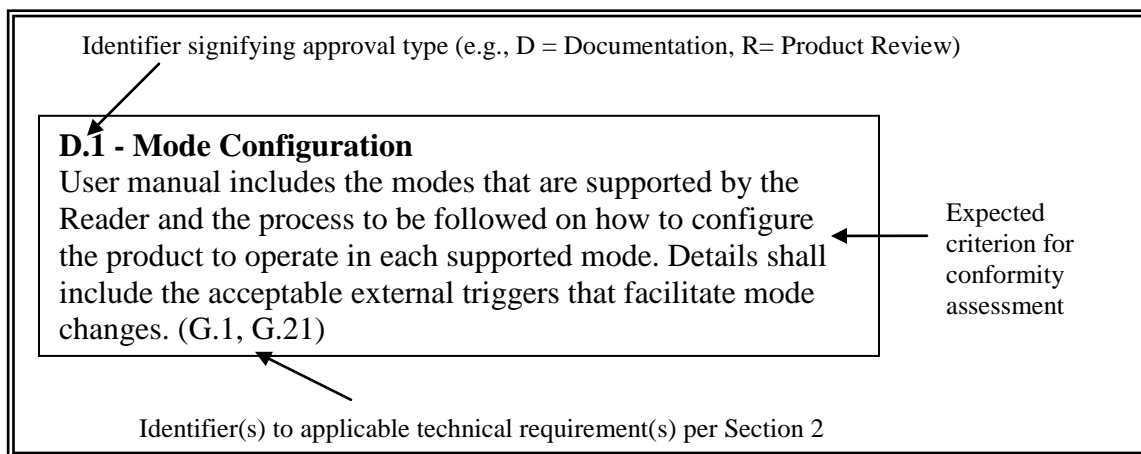 Identifier signifying approval type (e.g., D = Documentation, R= Product Review)
D.1 - Mode Configuration
User manual includes the modes that are supported by the
Reader and the process to be followed on how to configure
the product to operate in each supported mode. Details shall
include the acceptable external triggers that facilitate mode
changes. (G.1, G.21)
Expected
criterion for
conformity
assessment
Identifier(s) to applicable technical requirement(s) per Section 2